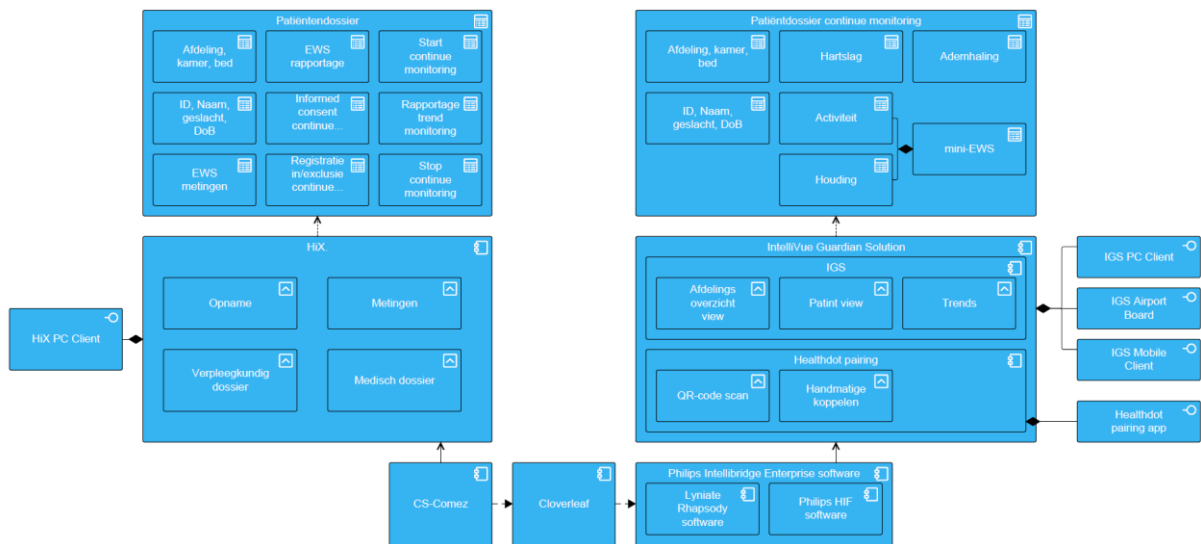 Patiëntendossier
Afdeling,
kamer, bed
EWS
rapportage
Start
continue
monitoring
ID, Naam,
geslacht,
DoB
Informed
consent
continue...
Rapportage
trend
monitoring
EWS
metingen
Registratie
in/exclusie
continue...
Stop
continue
monitoring
Patiëntdossier continue monitoring
Afdeling, kamer,
bed
Hartslag
Ademhaling
ID, Naam,
geslacht, DoB
Activiteit
mini-EWS
Houding
HiX.
Opname
Metingen
Verpleegkundig
dossier
Medisch dossier
HiX PC Client
IntelliVue Guardian Solution
IGS
Afdelings
overzicht
view
Patint view
Trends
Healthdot pairing
QR-code scan
Handmatige
koppelen
IGS PC Client
IGS Airport
Board
IGS Mobile
Client
Healthdot
pairing app
CS-Comez
Cloverleaf
Philips Intellibridge Enterprise software
Lyniate
Rhapsody
software
Philips HIF
software